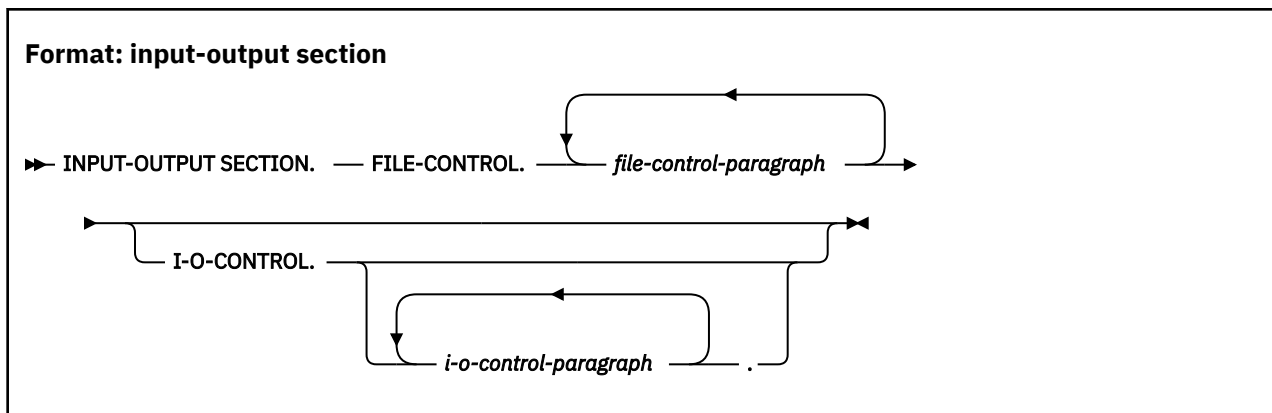 Format: input-output section
INPUT-OUTPUT SECTION. FILE-CONTROL. file-control-paragraph
I-O-CONTROL.
i-o-control-paragraph .